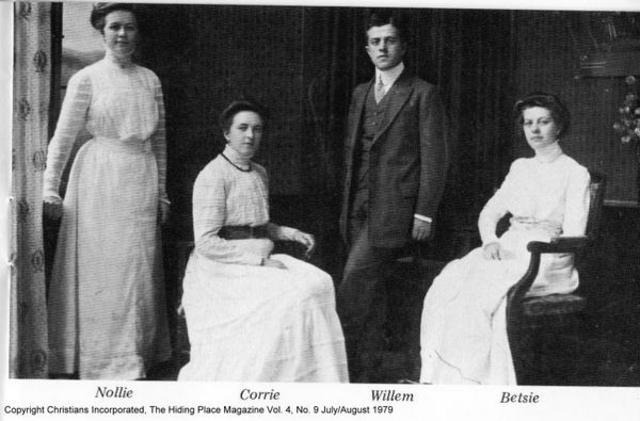 Nollie Corrie Willem Betsie
Copyright Christians Incorporated, The Hiding Place Magazine Vol. 4, No. 9 July/August 1979